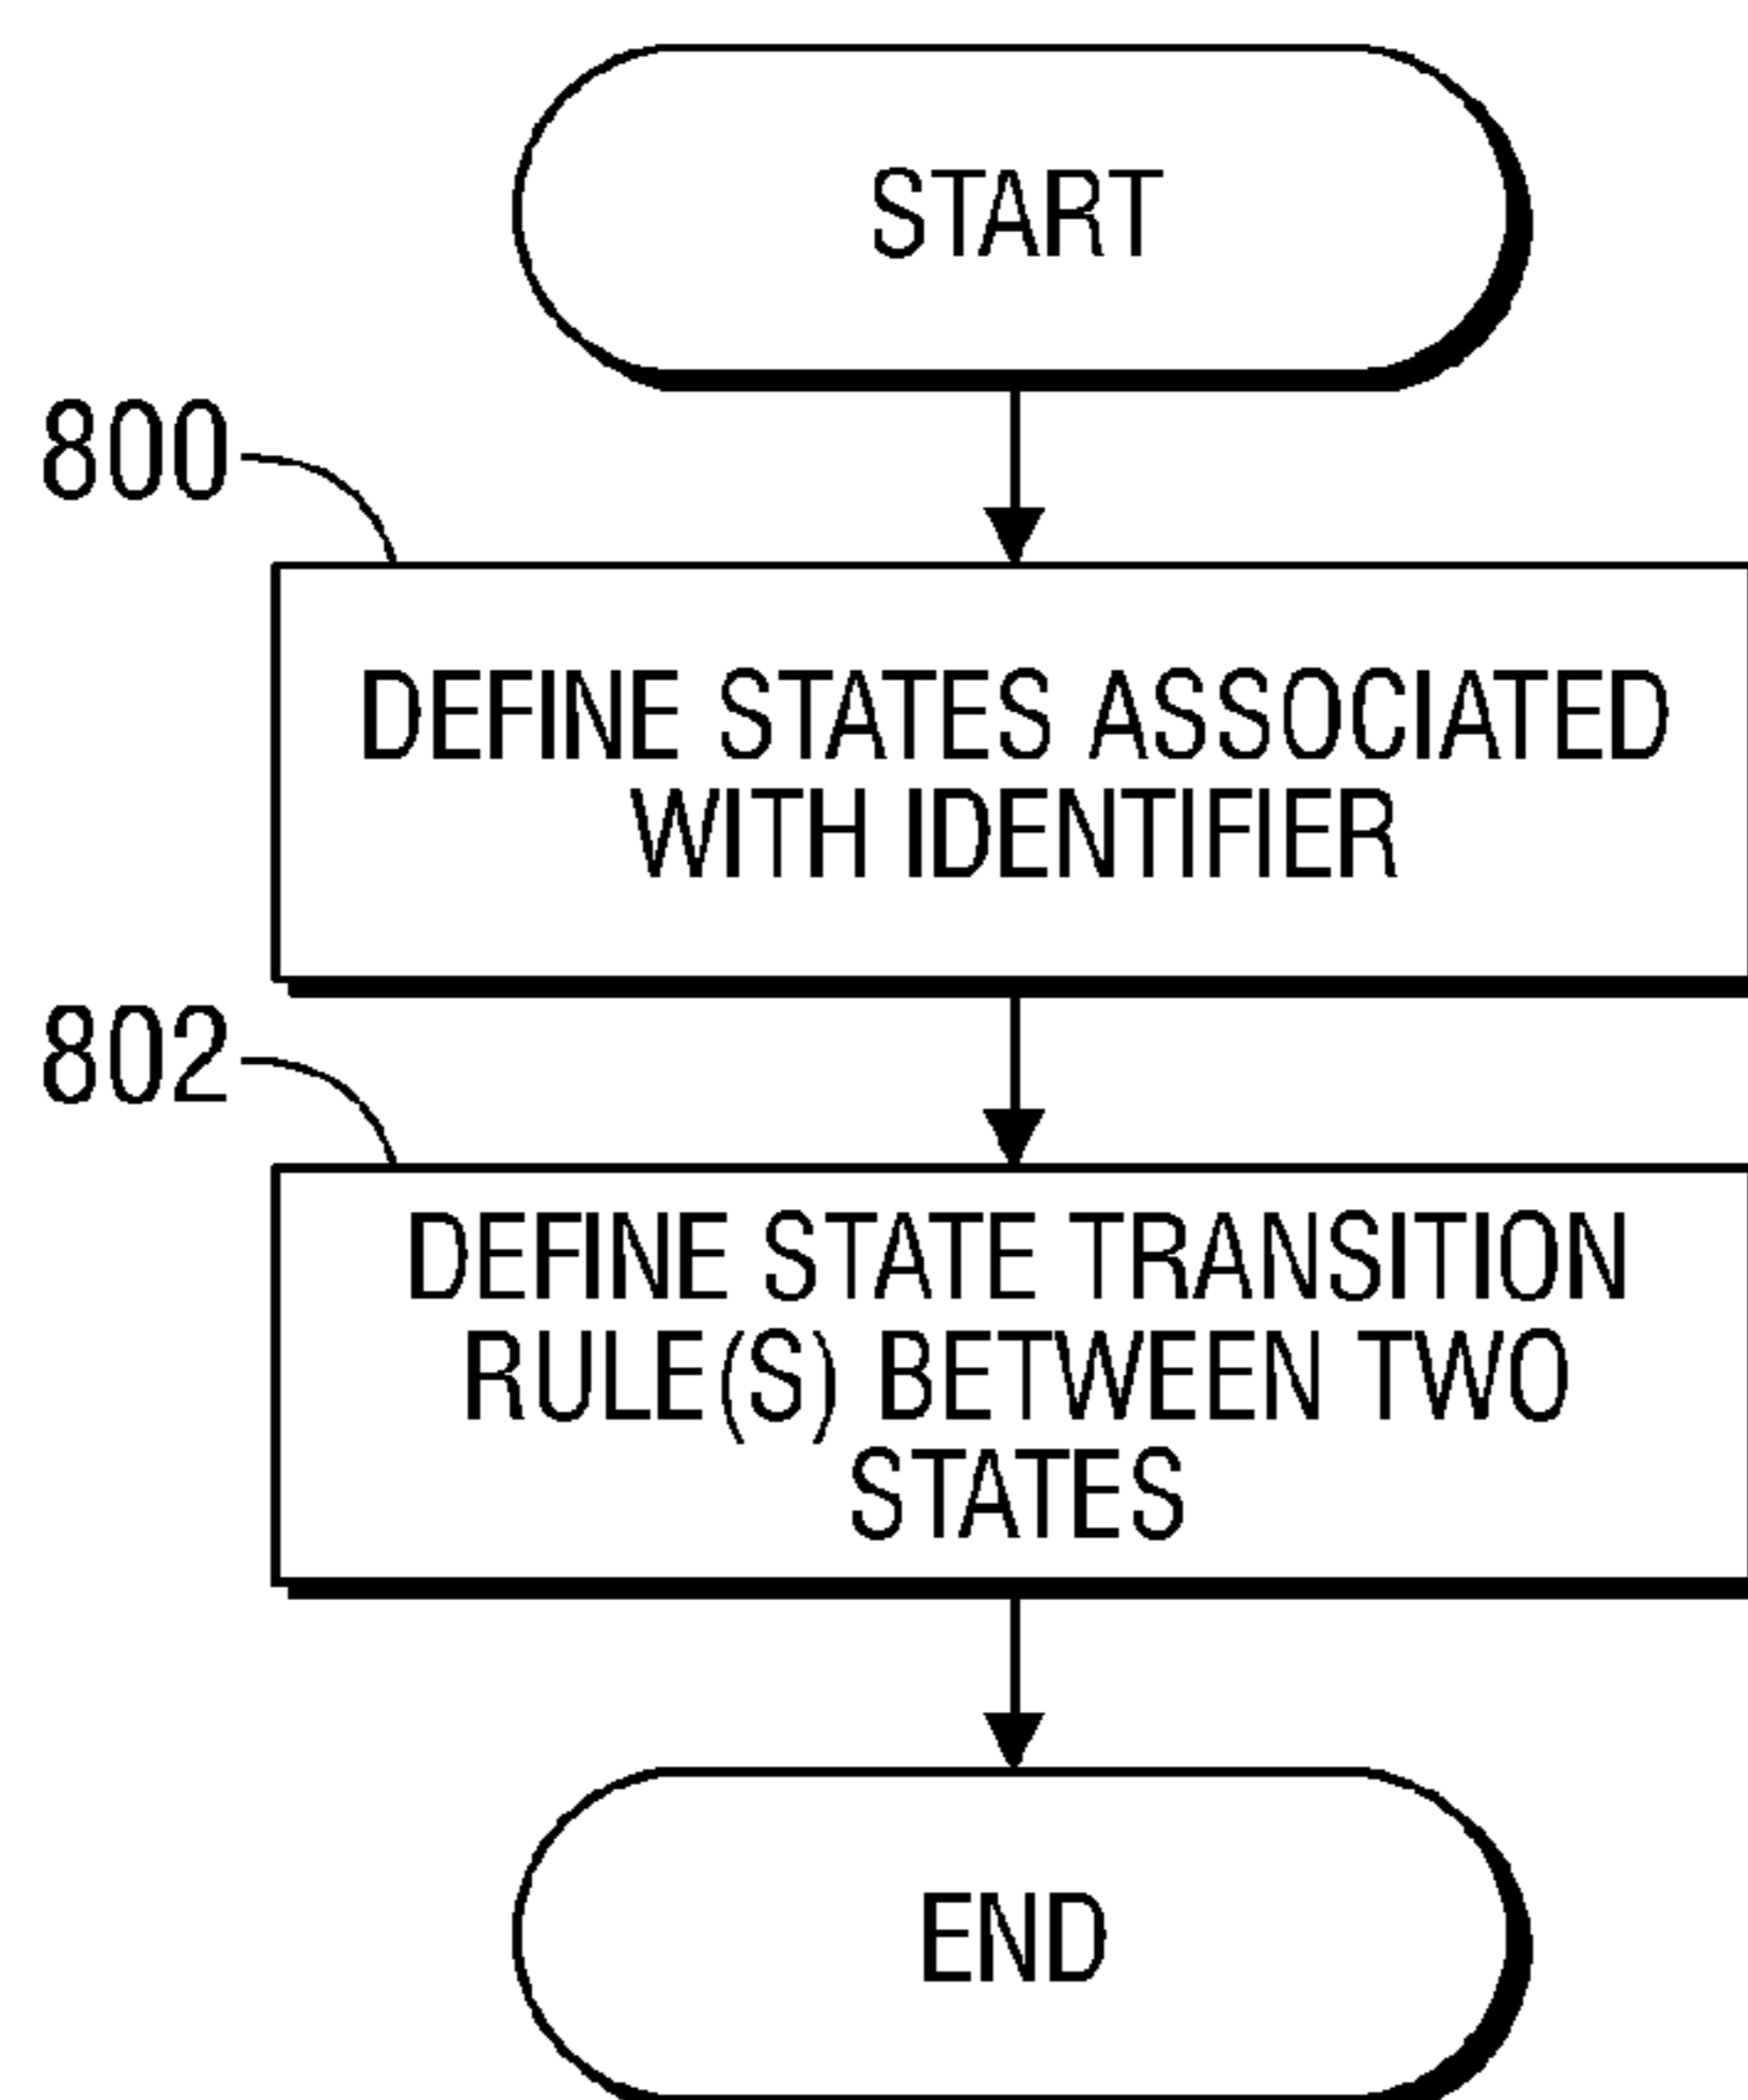 START
800
DEFINE STATES ASSOCIATED
WITH IDENTIFIER
802
DEFINE STATE TRANSITION
RULE(S) BETWEEN TWO
STATES
END